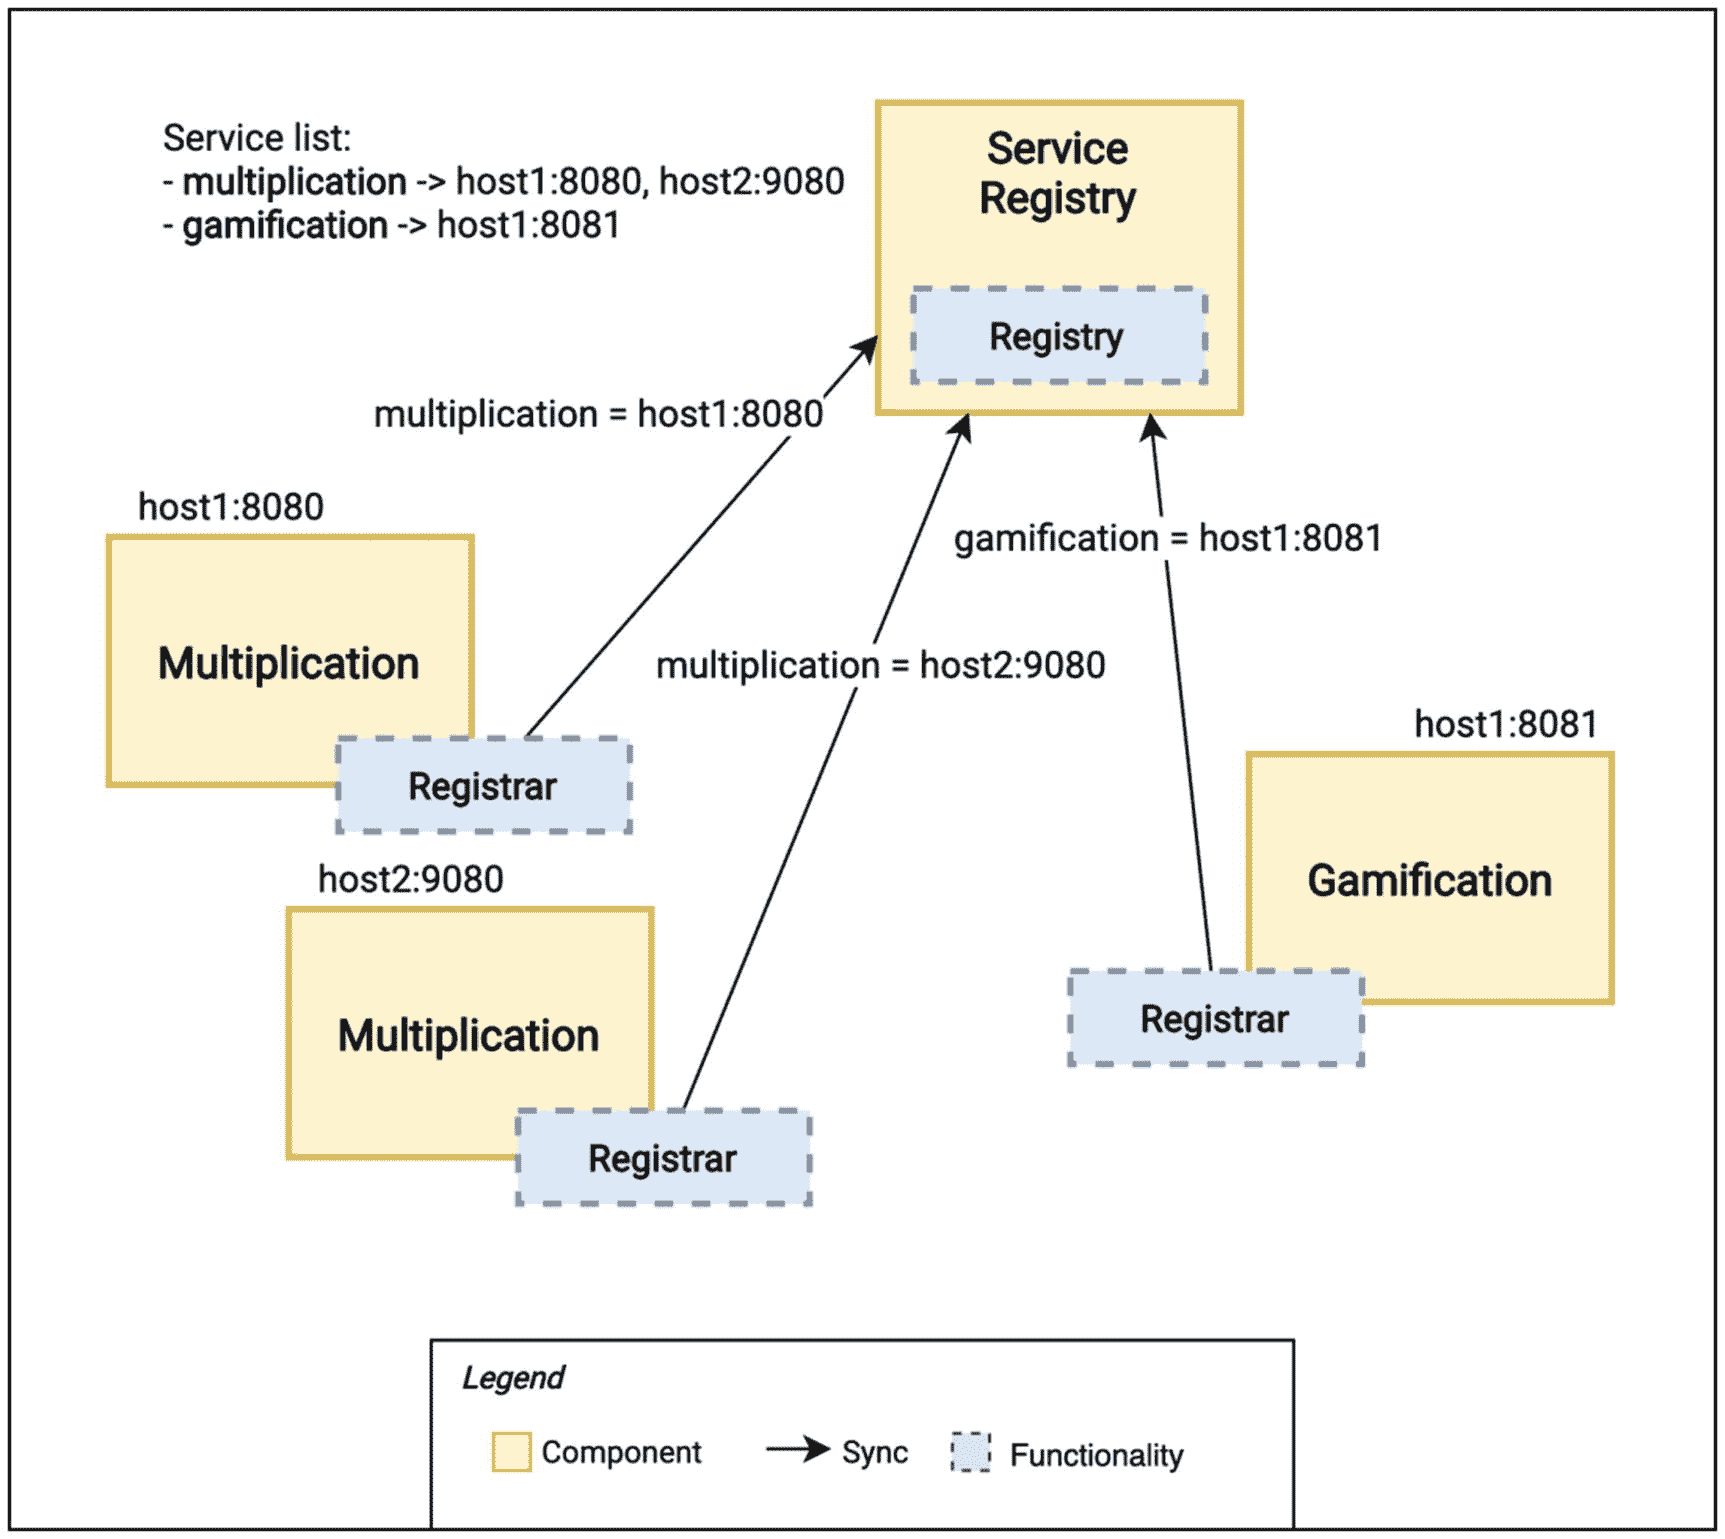 Service list:
- multiplication -> host1:8080, host2:9080
- gamification -> host1:8081
Service
Registry
Registry
multiplication = host1:8080
host1:8080
gamification = host1:8081
Multiplication
multiplication = host2:9080
host1:8081
Registrar
host2:9080
Gamification
Registrar
Multiplication
Registrar
Legend
Component
Sync
Functionality